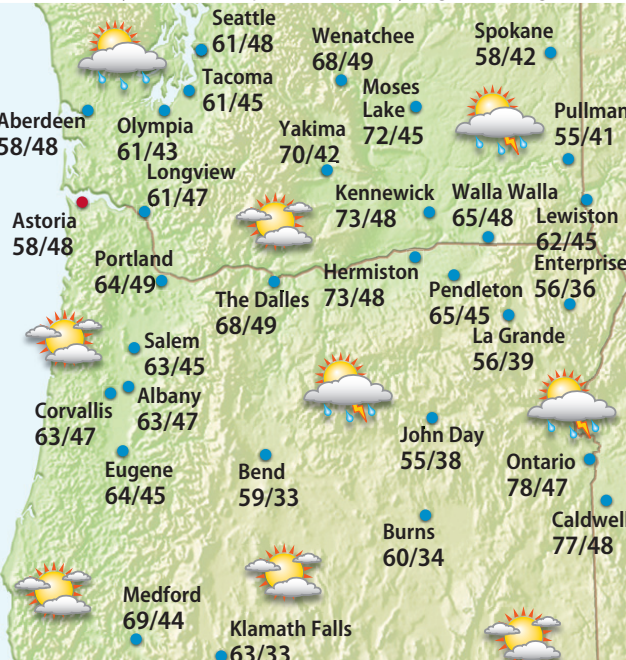 Seattle
61/48
Wenatchee
68/49
Spokane
58/42
Tacoma
61/45
Moses
Lake
72/45
Aberdeen
58/48
Olympia
61/43
Yakima
70/42
Pullman
55/41
Longview
61/47
Kennewick
73/48
Walla Walla
65/48
Lewiston
62/45
Astoria
58/48
Portland
64/49
The Dalles
68/49
Hermiston
73/48
Pendleton
65/45
Enterprise
56/36
La Grande
56/39
Salem
63/45
Albany
63/47
Corvallis
63/47
Eugene
64/45
Bend
59/33
John Day
55/38
Ontario
78/47
Burns
60/34
Caldwell
77/48
Medford
69/44
Klamath Falls
63/33